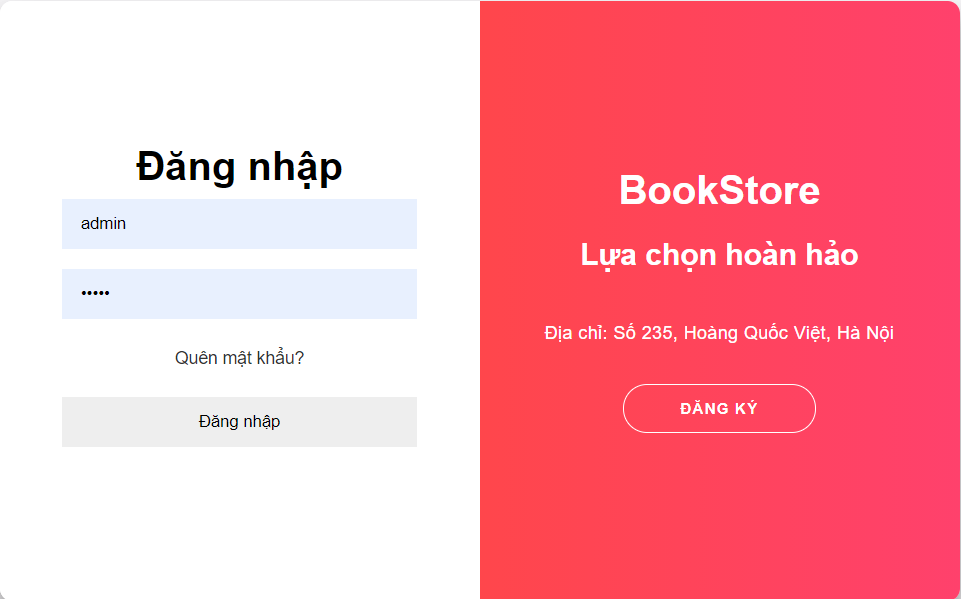 Đăng nhập
admin
•••••
Quên mật khẩu?
Đăng nhập
BookStore
Lựa chọn hoàn hảo
Địa chỉ: Số 235, Hoàng Quốc Việt, Hà Nội
ĐĂNG KÝ